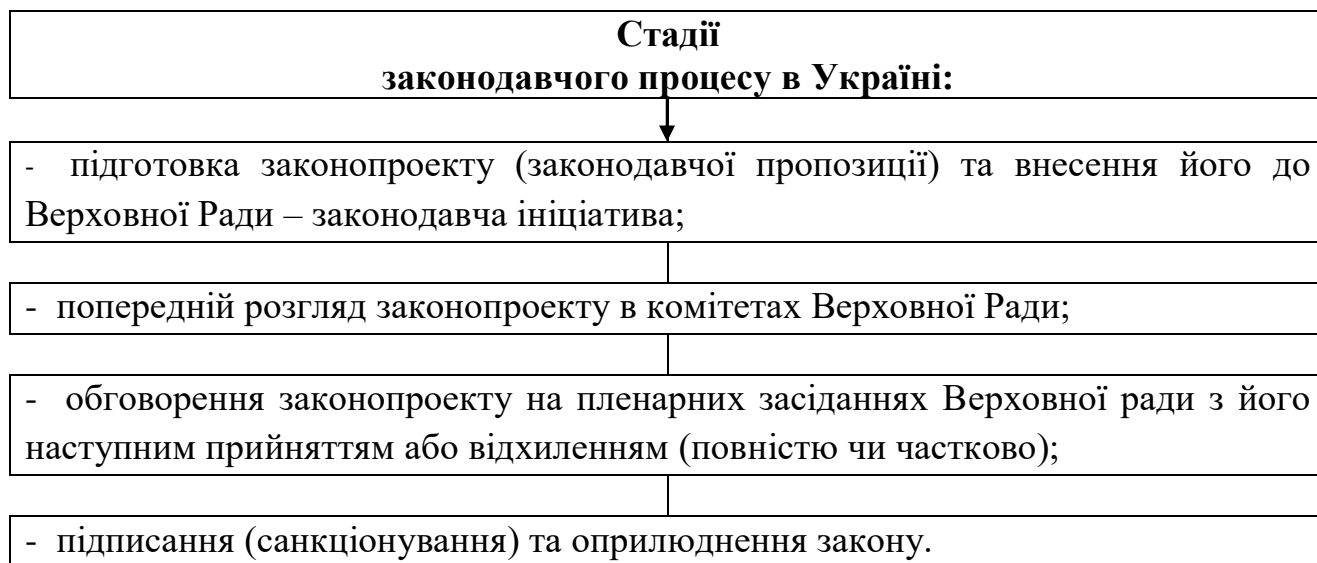 Стадії
законодавчого процесу в Україні:
- підготовка законопроекту (законодавчої пропозиції) та внесення його до
Верховної Ради – законодавча ініціатива;
- попередній розгляд законопроекту в комітетах Верховної Ради;
- обговорення законопроекту на пленарних засіданнях Верховної ради з його
наступним прийняттям або відхиленням (повністю чи частково);
- підписання (санкціонування) та оприлюднення закону.